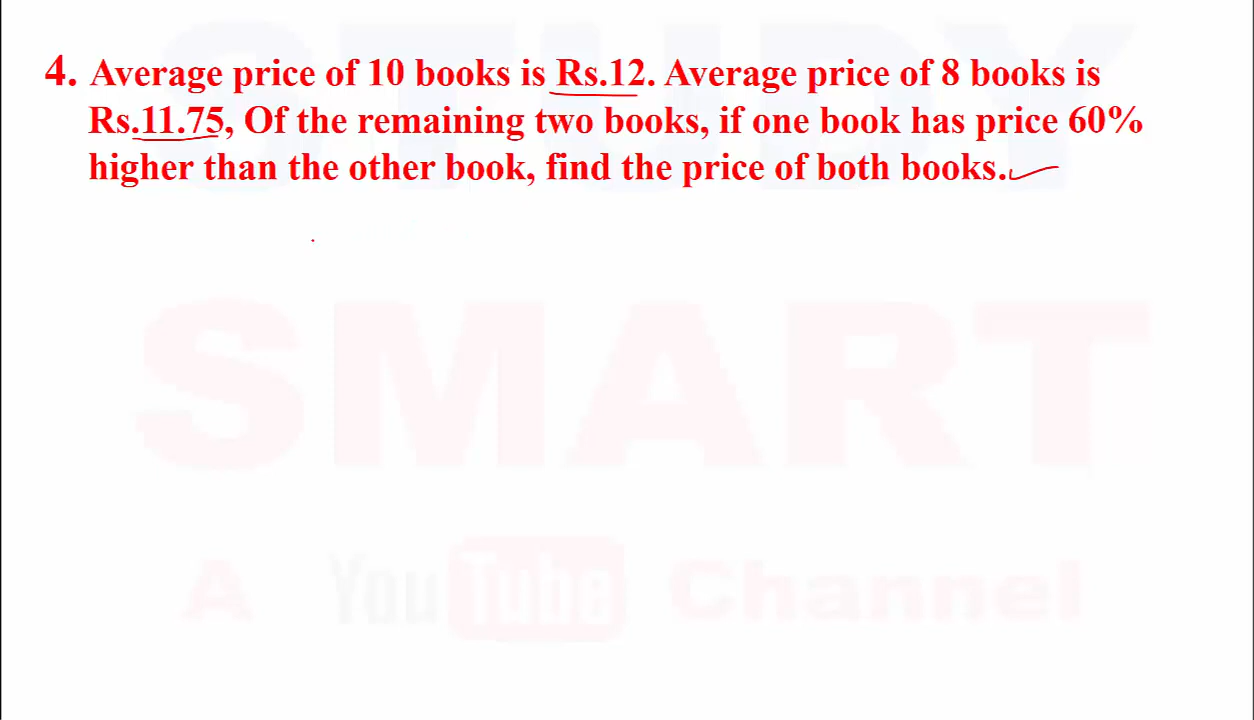 STUDY
4. Average price of 10 books is Rs.12. Average price of 8 books is
Rs.11.75, Of the remaining two books, if one book has price 60%
higher than the other book, find the price of both books.
SMART
A YouTube Channel